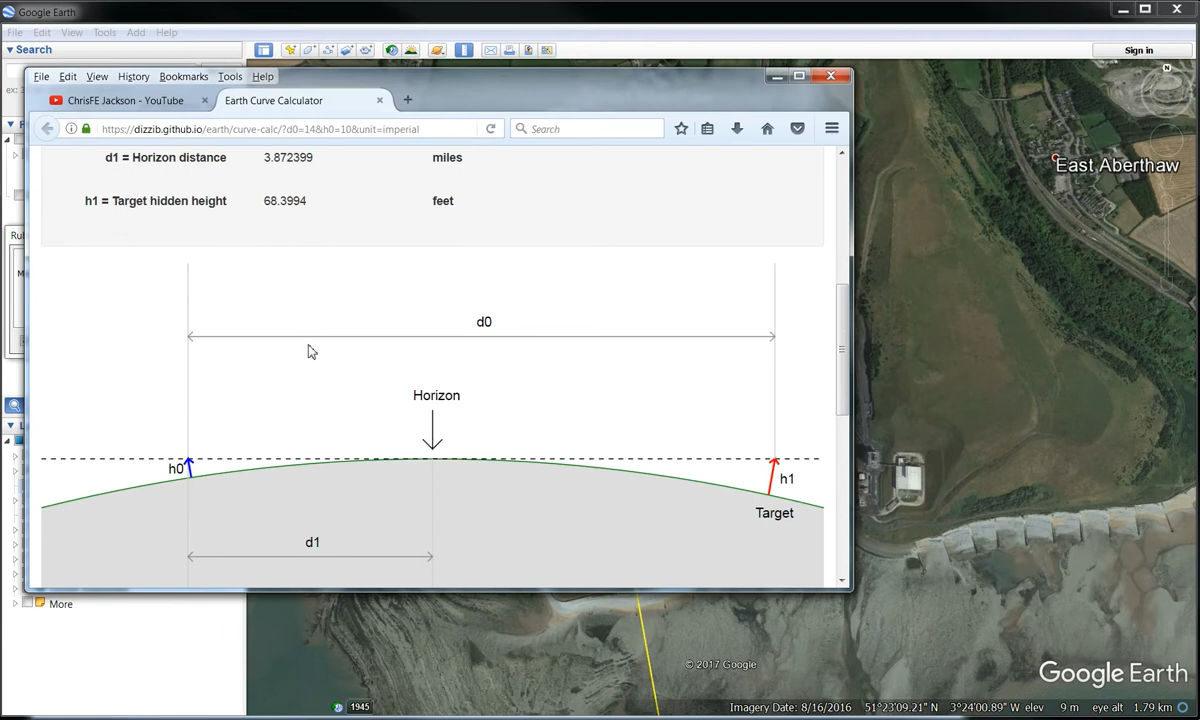 Google Earth
File Edit View Tools Add Help
Search
Sign in
ex: 3
File Edit View History Bookmarks Tools Help
ChrisFE Jackson - YouTube
Earth Curve Calculator
https://dizzib.github.io/earth/curve-calc/?d0=14&h0=10&unit=imperial
Search
d1 = Horizon distance 3.872399 miles
h1 = Target hidden height 68.3994 feet
d0
Horizon
h0
h1
Target
d1
Rul
M
More
N
East Aberthaw
© 2017 Google
Google Earth
1945
Imagery Date: 8/16/2016 51°23'09.21" N 3°24'00.89" W elev 9 m eye alt 1.79 km